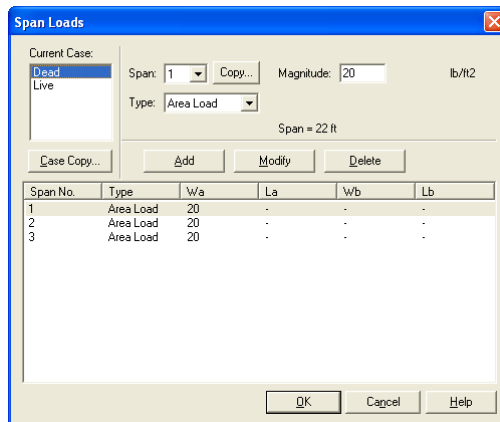 Span Loads
Current Case:
Dead
Live
Span: 1 Copy... Magnitude: 20 lb/ft2
Type: Area Load
Span = 22 ft
Case Copy... Add Modify Delete
Span No. Type Wa La Wb Lb
1 Area Load 20 - - -
2 Area Load 20 - - -
3 Area Load 20 - - -
OK Cancel Help